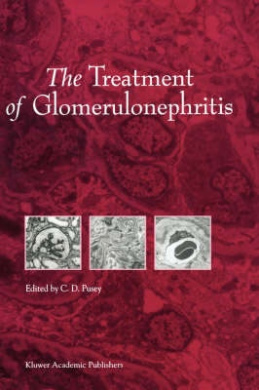 The Treatment
of Glomerulonephritis
Edited by C. D. Pusey
Kluwer Academic Publishers